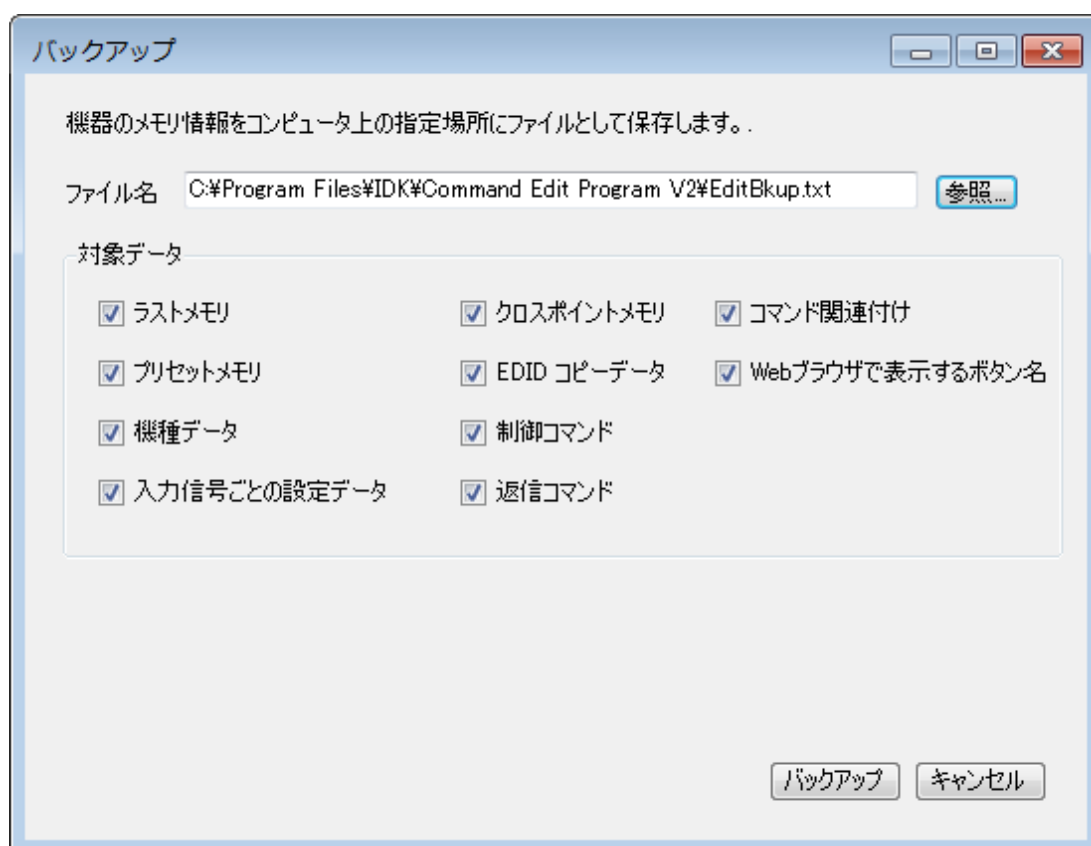 バックアップ
機器のメモリ情報をコンピュータ上の指定場所にファイルとして保存します。.
ファイル名 C:¥Program Files¥IDK¥Command Edit Program V2¥EditBkup.txt 参照...
対象データ
ラストメモリ クロスポイントメモリ コマンド関連付け
プリセットメモリ EDID コピーデータ Webブラウザで表示するボタン名
機種データ 制御コマンド
入力信号ごとの設定データ 返信コマンド
バックアップ キャンセル